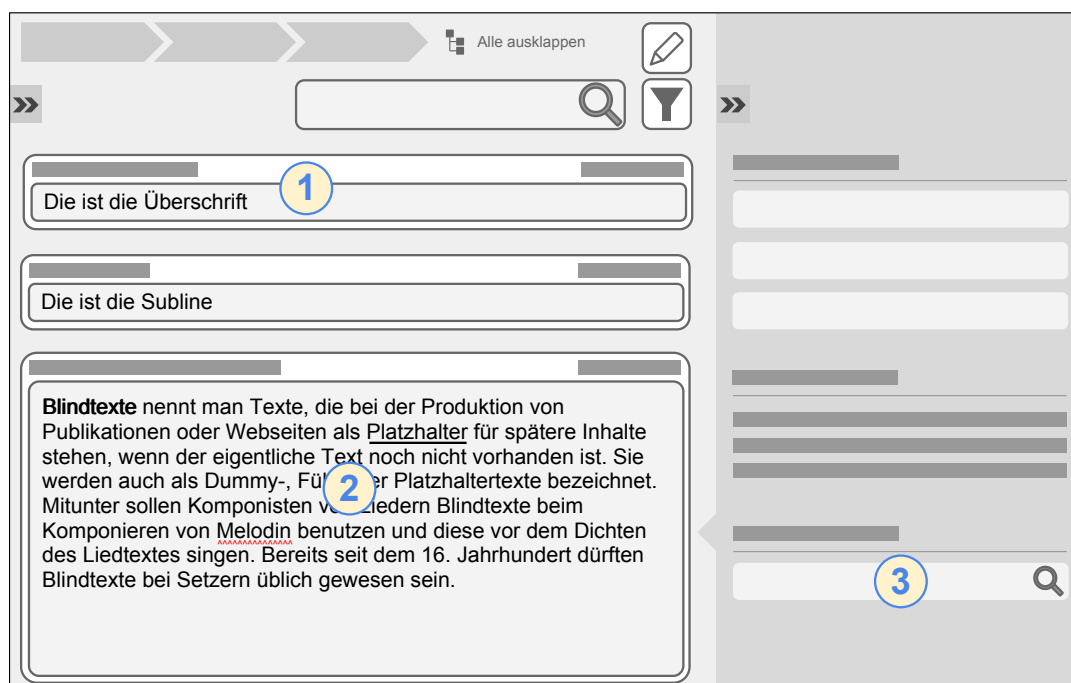 Alle ausklappen
1
Die ist die Überschrift
Die ist die Subline
Blindtexte nennt man Texte, die bei der Produktion von
Publikationen oder Webseiten als Platzhalter für spätere Inhalte
stehen, wenn der eigentliche Text noch nicht vorhanden ist. Sie
werden auch als Dummy-, Platzhaltertexte bezeichnet.
2
Mitunter sollen Komponisten Liedern Blindtexte beim
Komponieren von Melodin benutzen und diese vor dem Dichten
des Liedtextes singen. Bereits seit dem 16. Jahrhundert dürften
Blindtexte bei Setzern üblich gewesen sein.
3